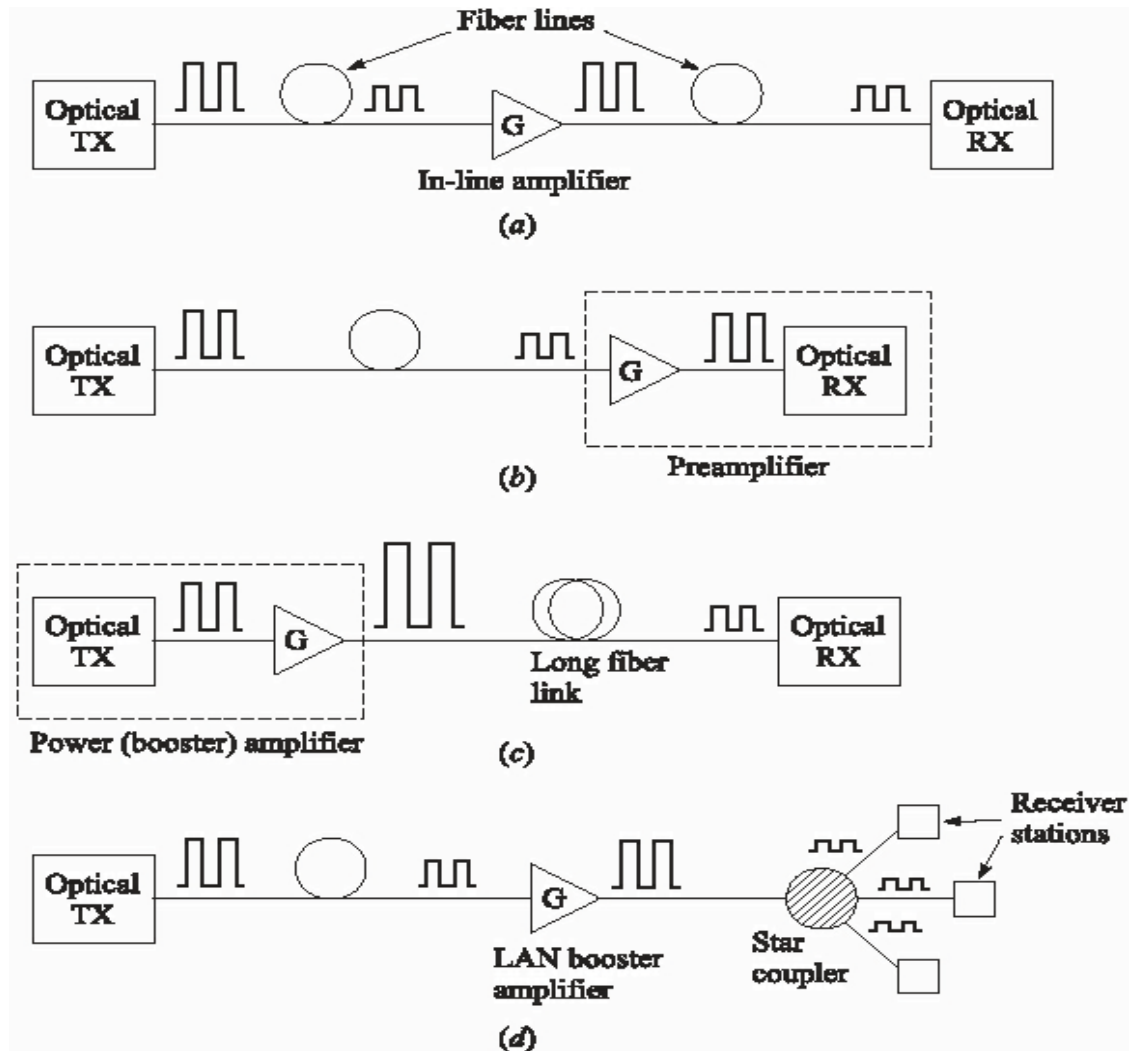 Fiber lines
Optical
TX
G
Optical
RX
In-line amplifier
(a)
Optical
TX
G
Optical
RX
Preamplifier
(b)
Optical
TX
G
Long fiber
link
Optical
RX
Power (booster) amplifier
(c)
Receiver
stations
Optical
TX
G
Star
coupler
LAN booster
amplifier
(d)